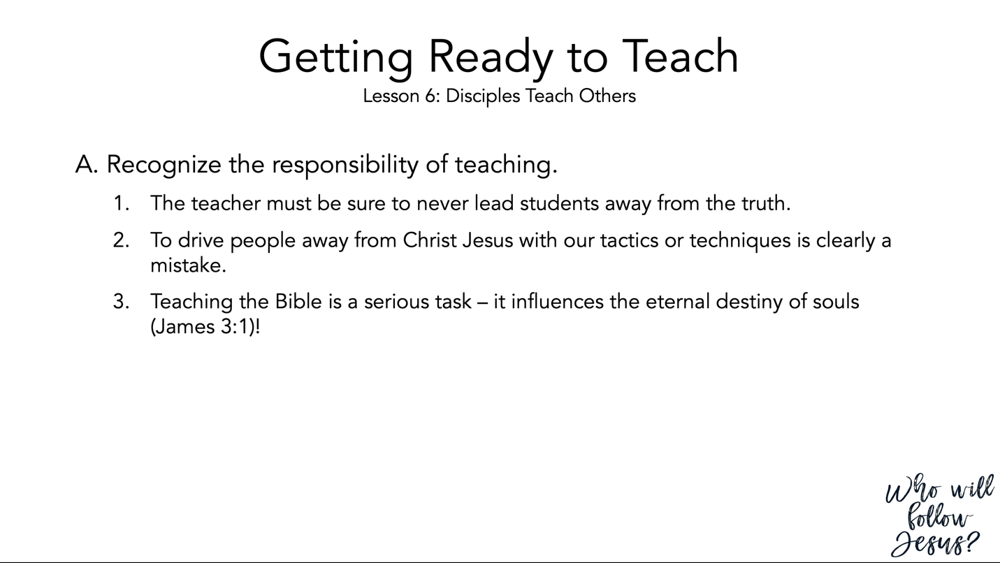 Getting Ready to Teach
Lesson 6: Disciples Teach Others
A. Recognize the responsibility of teaching.
1. The teacher must be sure to never lead students away from the truth.
2. To drive people away from Christ Jesus with our tactics or techniques is clearly a
mistake.
3. Teaching the Bible is a serious task – it influences the eternal destiny of souls
(James 3:1)!
Who will
follow
Jesus?